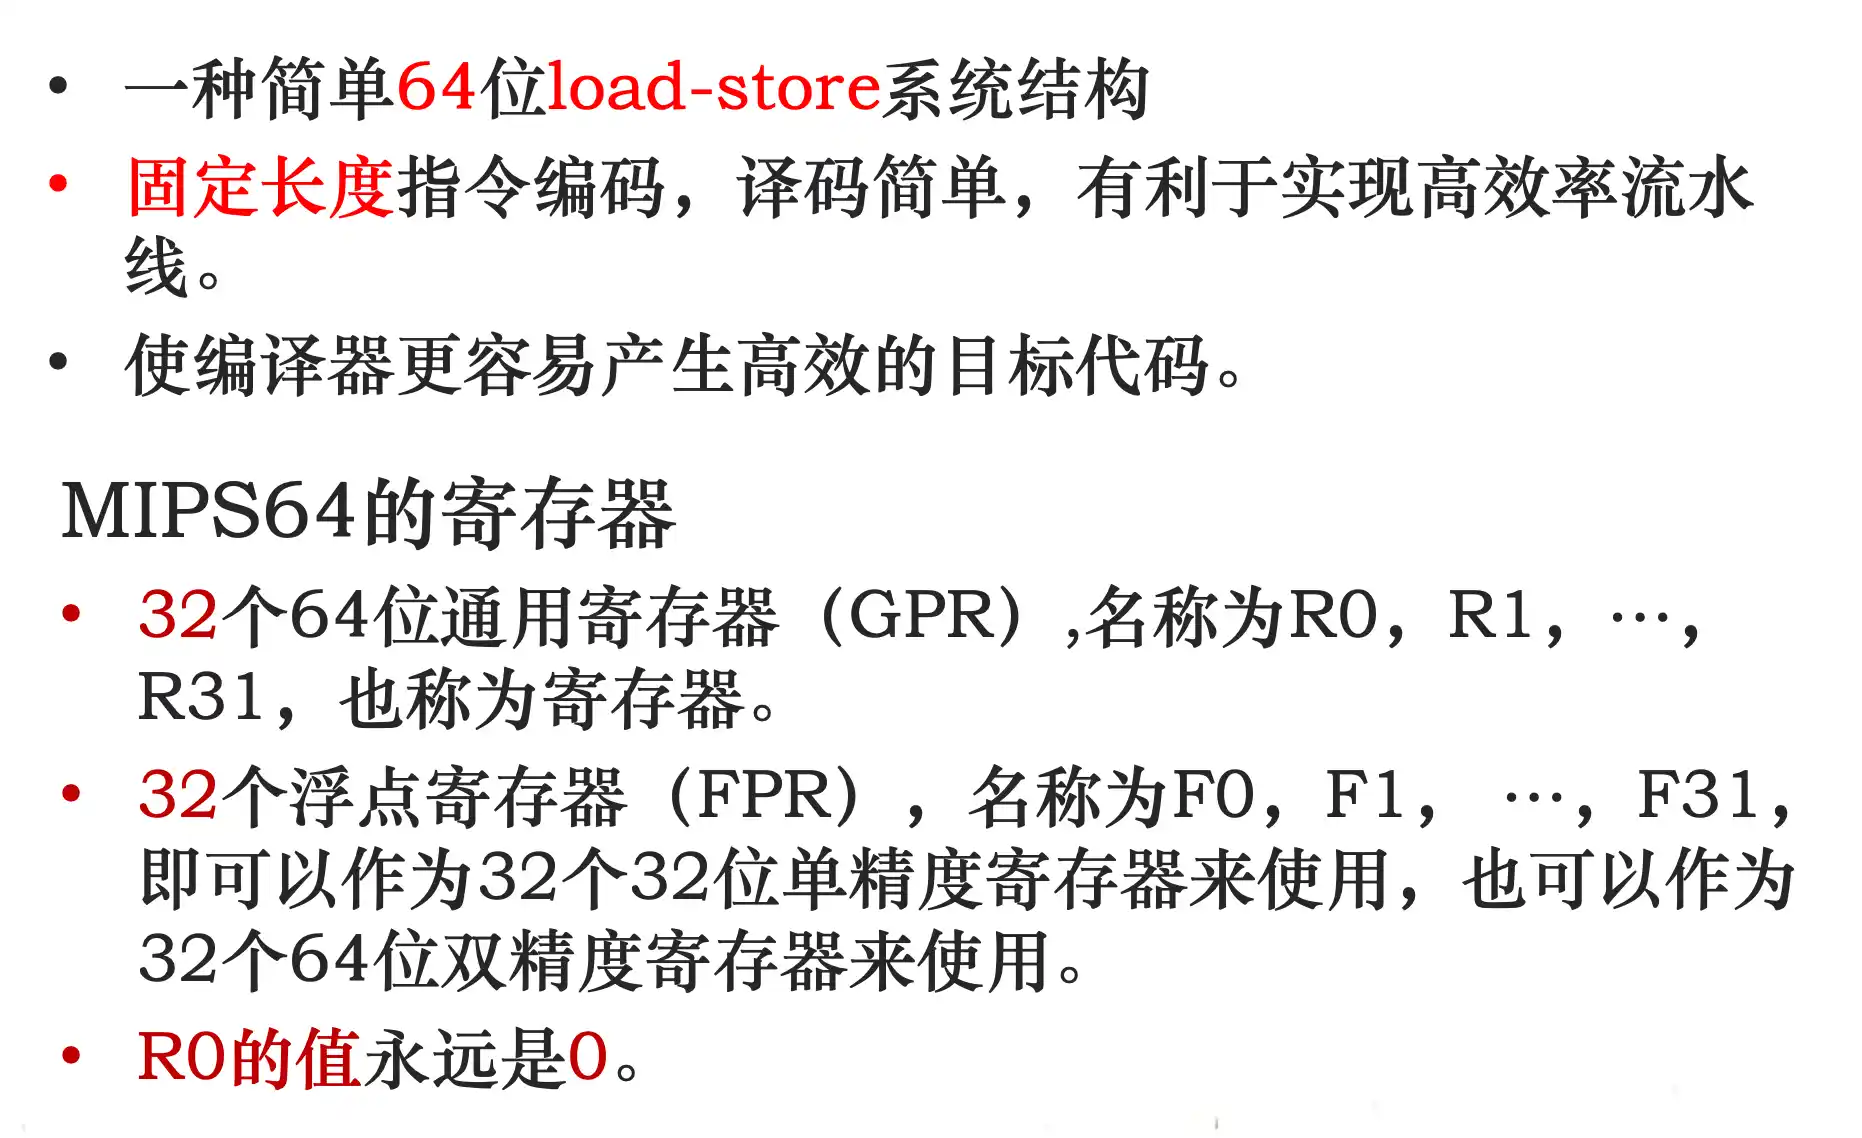 • 一种简单64位load-store系统结构
• 固定长度指令编码，译码简单，有利于实现高效率流水
线。
• 使编译器更容易产生高效的目标代码。
MIPS64的寄存器
• 32个64位通用寄存器（GPR）,名称为R0，R1，…，
R31，也称为寄存器。
• 32个浮点寄存器（FPR），名称为F0，F1， …，F31，
即可以作为32个32位单精度寄存器来使用，也可以作为
32个64位双精度寄存器来使用。
• R0的值永远是0。